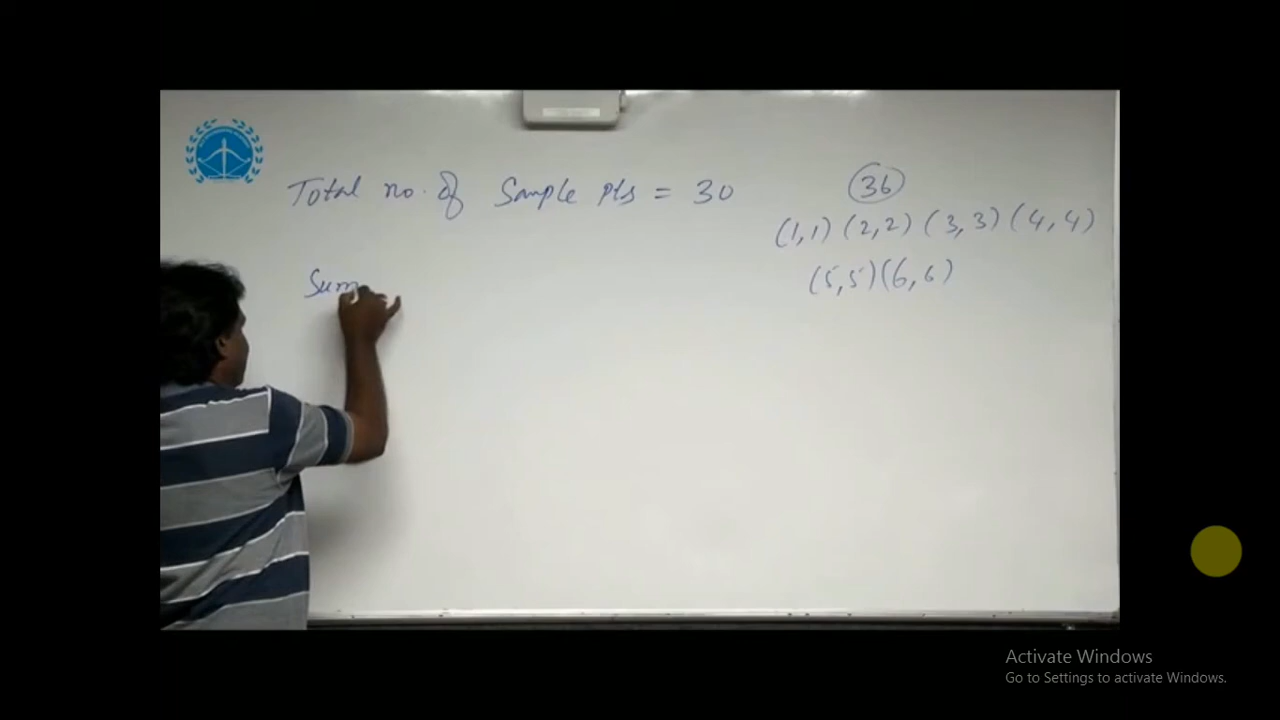 Total no. of Sample pts = 30
36
(1,1) (2,2) (3,3) (4,4)
(5,5) (6,6)
Sum
Activate Windows
Go to Settings to activate Windows.